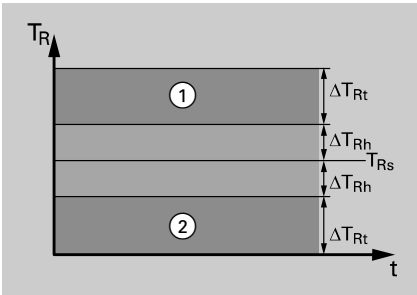 T_R
① ΔT_Rt
ΔT_Rh
T_Rs
ΔT_Rh
② ΔT_Rt
t